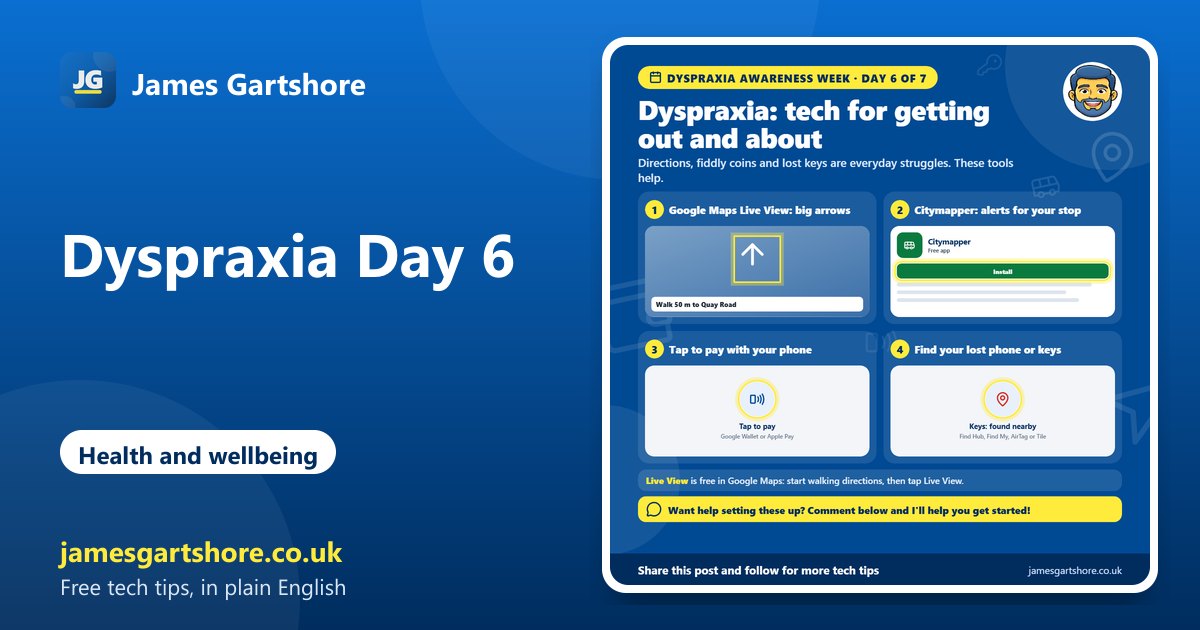 JG
James Gartshore
Dyspraxia Day 6
Health and wellbeing
jamesgartshore.co.uk
Free tech tips, in plain English
DYSPRAXIA AWARENESS WEEK · DAY 6 OF 7
Dyspraxia: tech for getting
out and about
Directions, fiddly coins and lost keys are everyday struggles. These tools
help.
1 Google Maps Live View: big arrows
Walk 50 m to Quay Road
2 Citymapper: alerts for your stop
Citymapper
Free app
Install
3 Tap to pay with your phone
Tap to pay
Google Wallet or Apple Pay
4 Find your lost phone or keys
Keys: found nearby
Find Hub, Find My, AirTag or Tile
Live View is free in Google Maps: start walking directions, then tap Live View.
Want help setting these up? Comment below and I'll help you get started!
Share this post and follow for more tech tips
jamesgartshore.co.uk